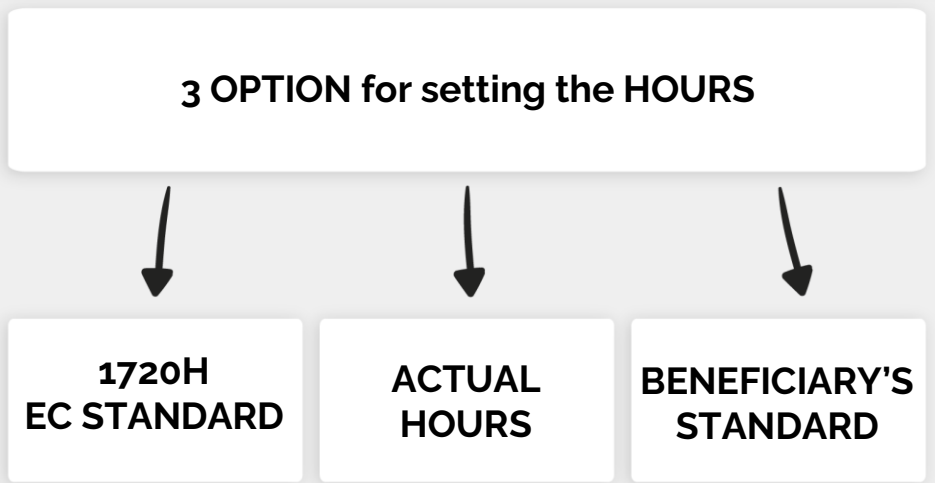 3 OPTION for setting the HOURS
1720H
EC STANDARD
ACTUAL
HOURS
BENEFICIARY’S
STANDARD